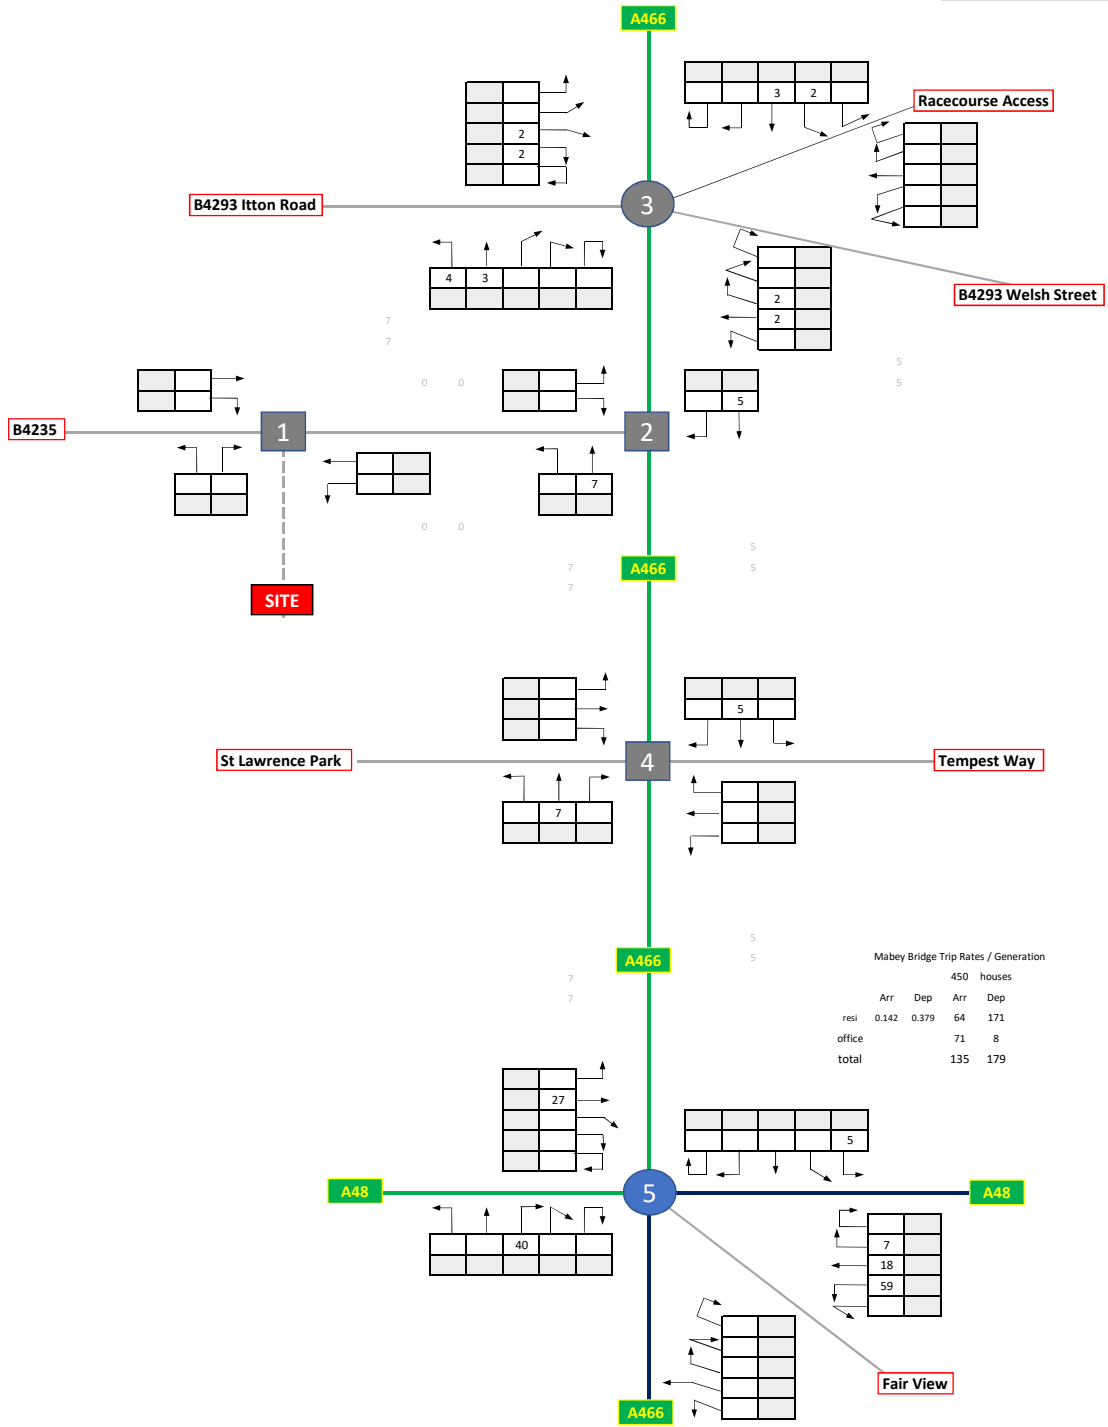 A466
3 2
Racecourse Access
2
2
B4293 Itton Road
3
4 3
B4293 Welsh Street
2
2
7
7
5
5
0 0
5
B4235
1
2
7
0 0
5
A466
7
5
7
SITE
5
St Lawrence Park
4
Tempest Way
7
5
A466
5
7
7
Mabey Bridge Trip Rates / Generation
450 houses
Arr Dep Arr Dep
resi 0.142 0.379 64 171
office 71 8
total 135 179
27
5
A48
5
A48
40
7
18
59
Fair View
A466